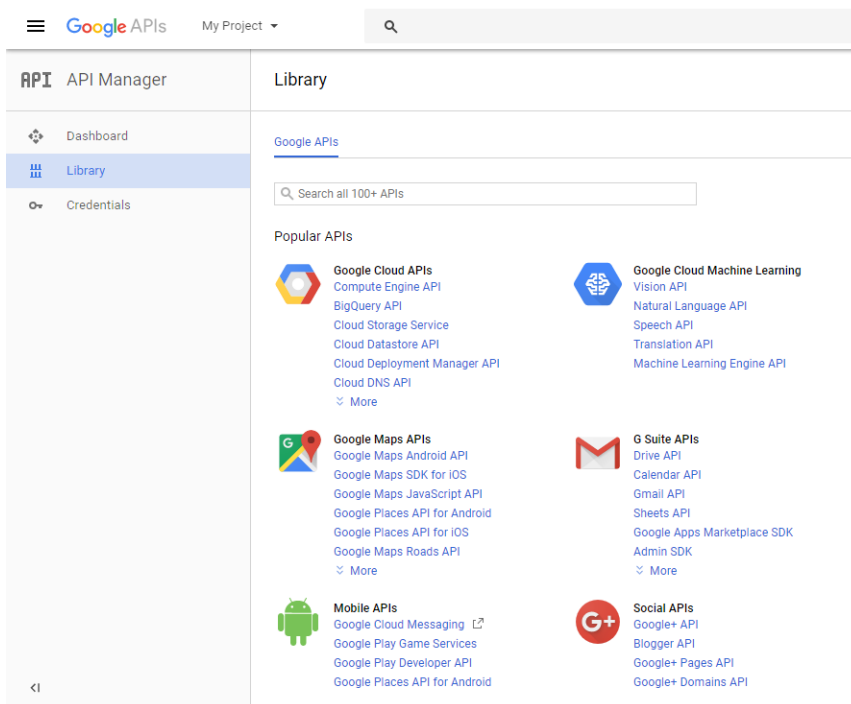 Google APIs
My Project
API API Manager
Library
Dashboard
Library
Credentials
Google APIs
Search all 100+ APIs
Popular APIs
Google Cloud APIs
Compute Engine API
BigQuery API
Cloud Storage Service
Cloud Datastore API
Cloud Deployment Manager API
Cloud DNS API
More
Google Cloud Machine Learning
Vision API
Natural Language API
Speech API
Translation API
Machine Learning Engine API
G
Google Maps APIs
Google Maps Android API
Google Maps SDK for iOS
Google Maps JavaScript API
Google Places API for Android
Google Places API for iOS
Google Maps Roads API
More
G Suite APIs
Drive API
Calendar API
Gmail API
Sheets API
Google Apps Marketplace SDK
Admin SDK
More
Mobile APIs
Google Cloud Messaging
Google Play Game Services
Google Play Developer API
Google Places API for Android
G+
Social APIs
Google+ API
Blogger API
Google+ Pages API
Google+ Domains API